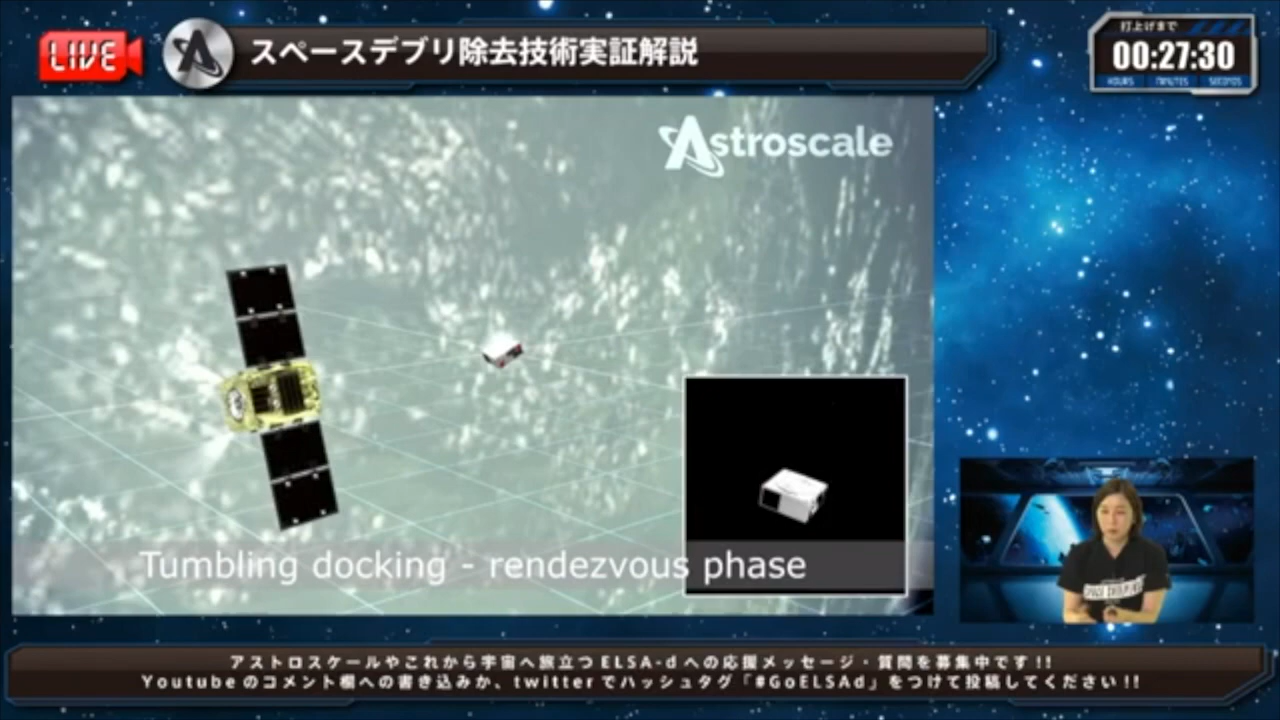 LIVE
スペースデブリ除去技術実証解説
打上げまで
00:27:30
HOURS MINUTES SECONDS
Astroscale
Tumbling docking - rendezvous phase
アストロスケールやこれから宇宙へ旅立つELSA-dへの応援メッセージ・質問を募集中です!!
Youtubeのコメント欄への書き込みか、twitterでハッシュタグ「#GoELSAd」をつけて投稿してください!!